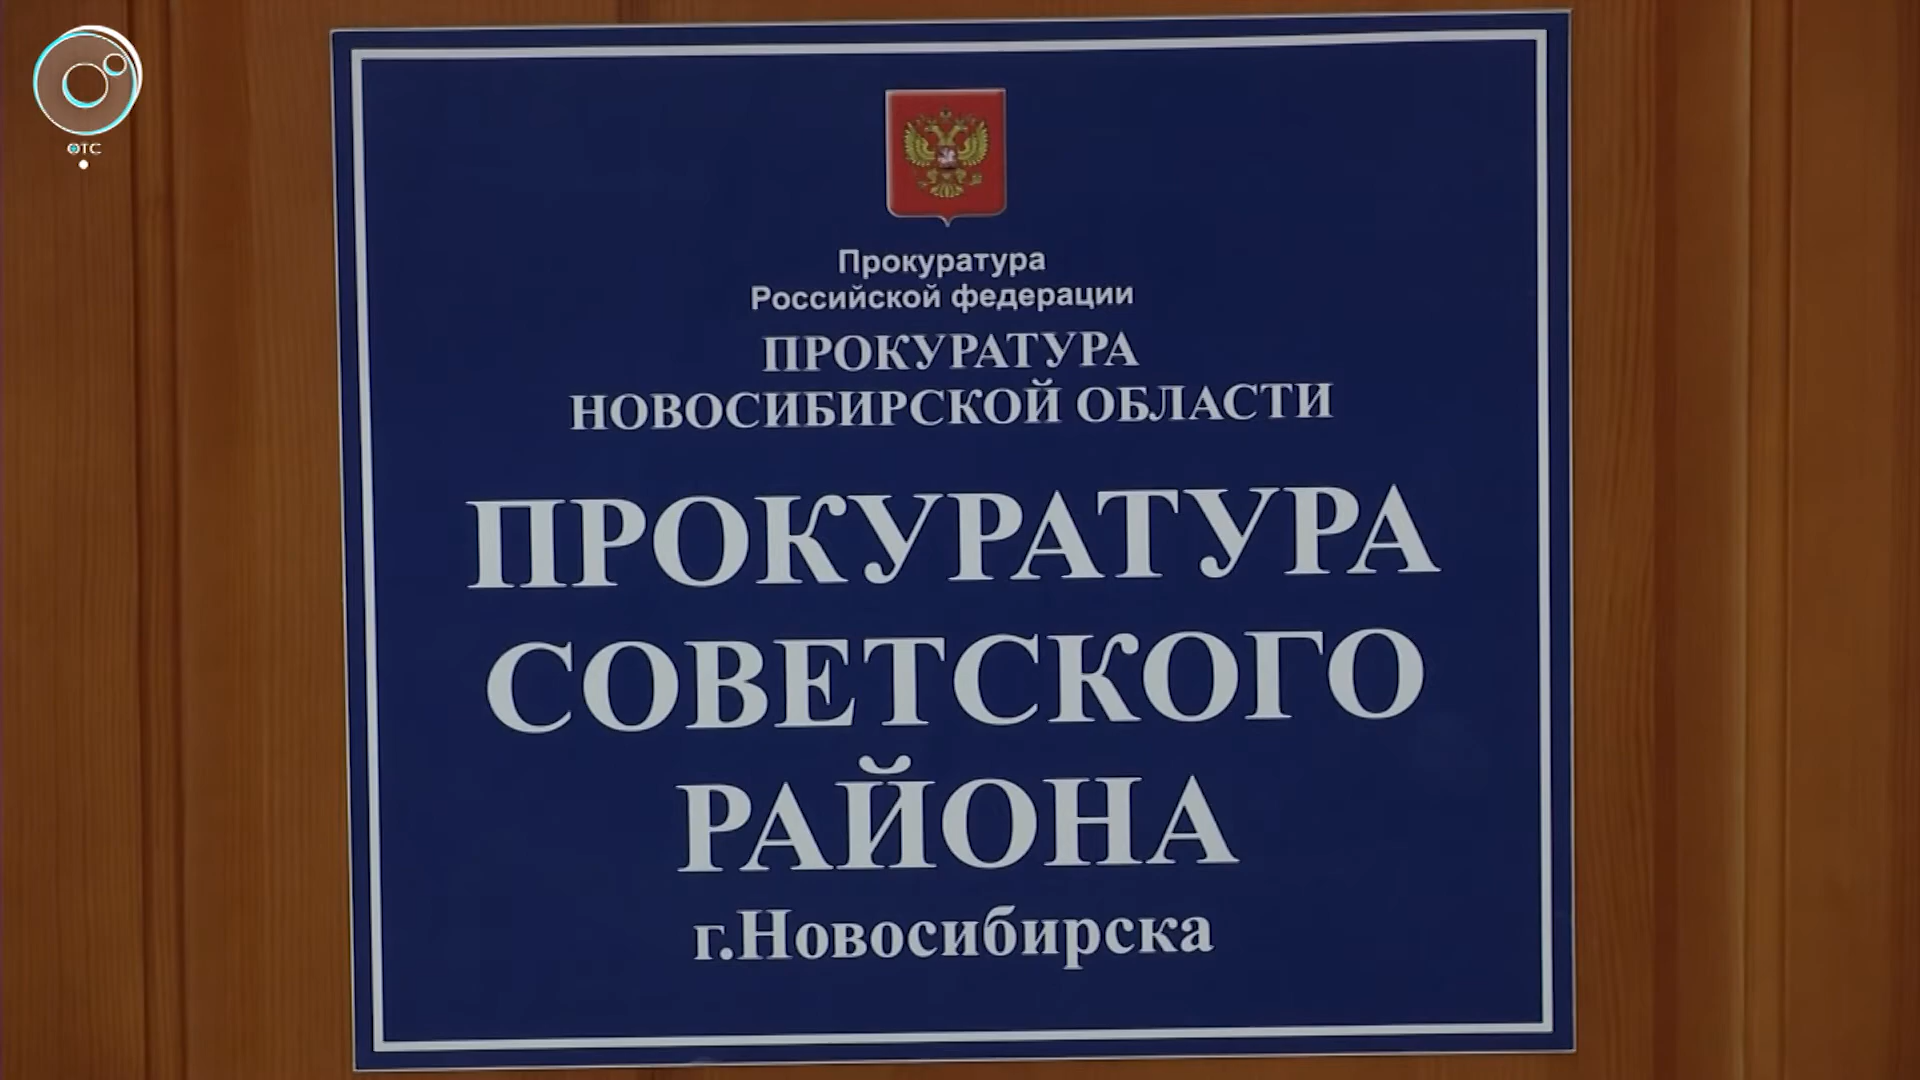 ОТС
Прокуратура
Российской федерации
ПРОКУРАТУРА
НОВОСИБИРСКОЙ ОБЛАСТИ
ПРОКУРАТУРА
СОВЕТСКОГО
РАЙОНА
г.Новосибирска